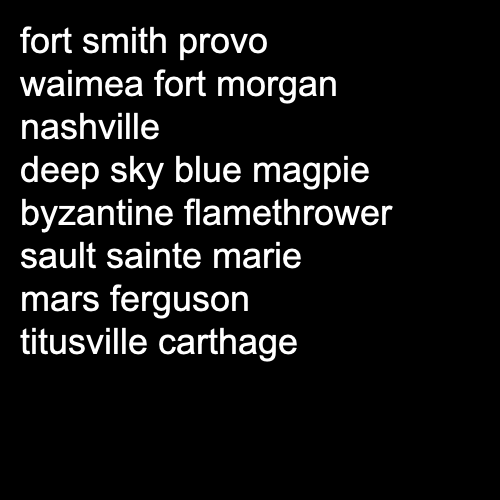 fort smith provo
waimea fort morgan
nashville
deep sky blue magpie
byzantine flamethrower
sault sainte marie
mars ferguson
titusville carthage